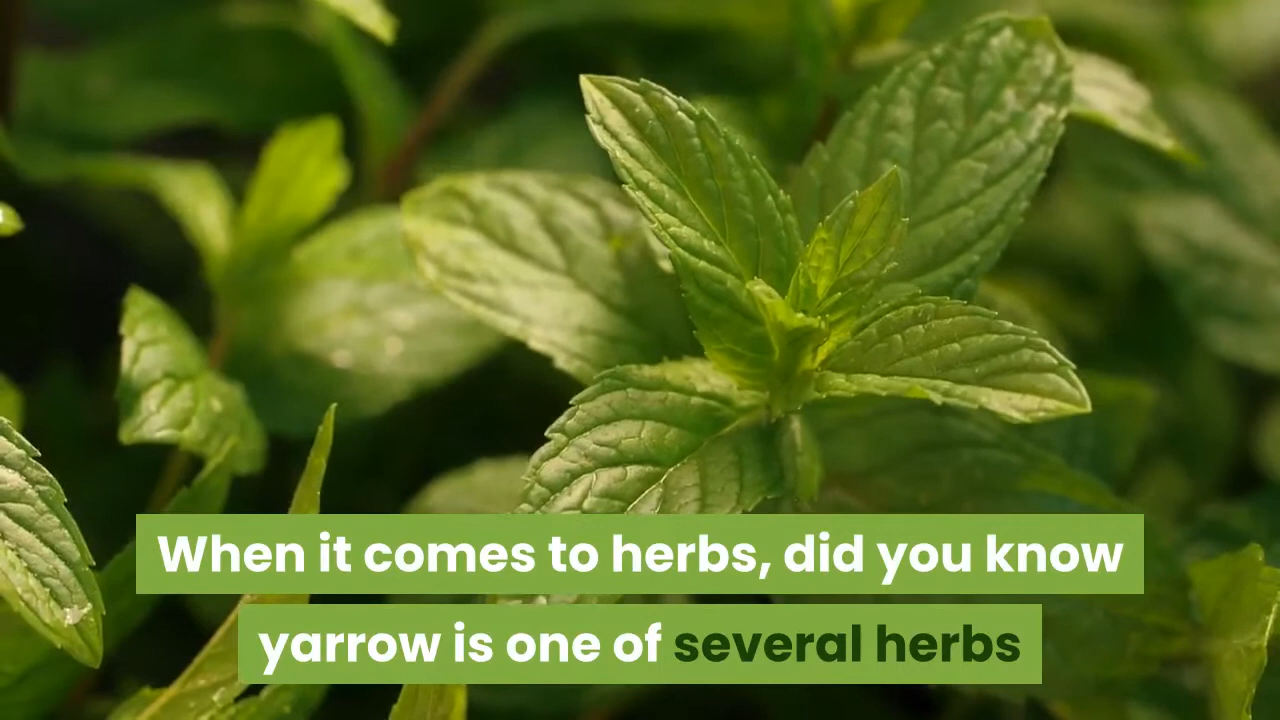 When it comes to herbs, did you know
yarrow is one of several herbs